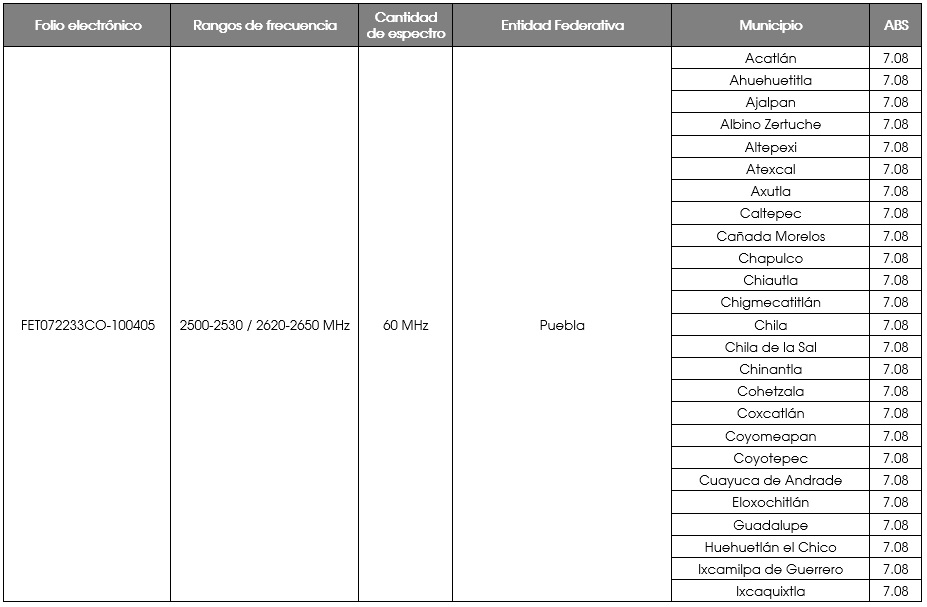 Folio electrónico Rangos de frecuencia Cantidad de espectro Entidad Federativa Municipio ABS
FET072233CO-100405 2500-2530 / 2620-2650 MHz 60 MHz Puebla
Acatlán 7.08
Ahuehuetitla 7.08
Ajalpan 7.08
Albino Zertuche 7.08
Altepexi 7.08
Atexcal 7.08
Axutla 7.08
Caltepec 7.08
Cañada Morelos 7.08
Chapulco 7.08
Chiautla 7.08
Chigmecatitlán 7.08
Chila 7.08
Chila de la Sal 7.08
Chinantla 7.08
Cohetzala 7.08
Coxcatlán 7.08
Coyomeapan 7.08
Coyotepec 7.08
Cuayuca de Andrade 7.08
Eloxochitlán 7.08
Guadalupe 7.08
Huehuetlán el Chico 7.08
Ixcamilpa de Guerrero 7.08
Ixcaquixtla 7.08